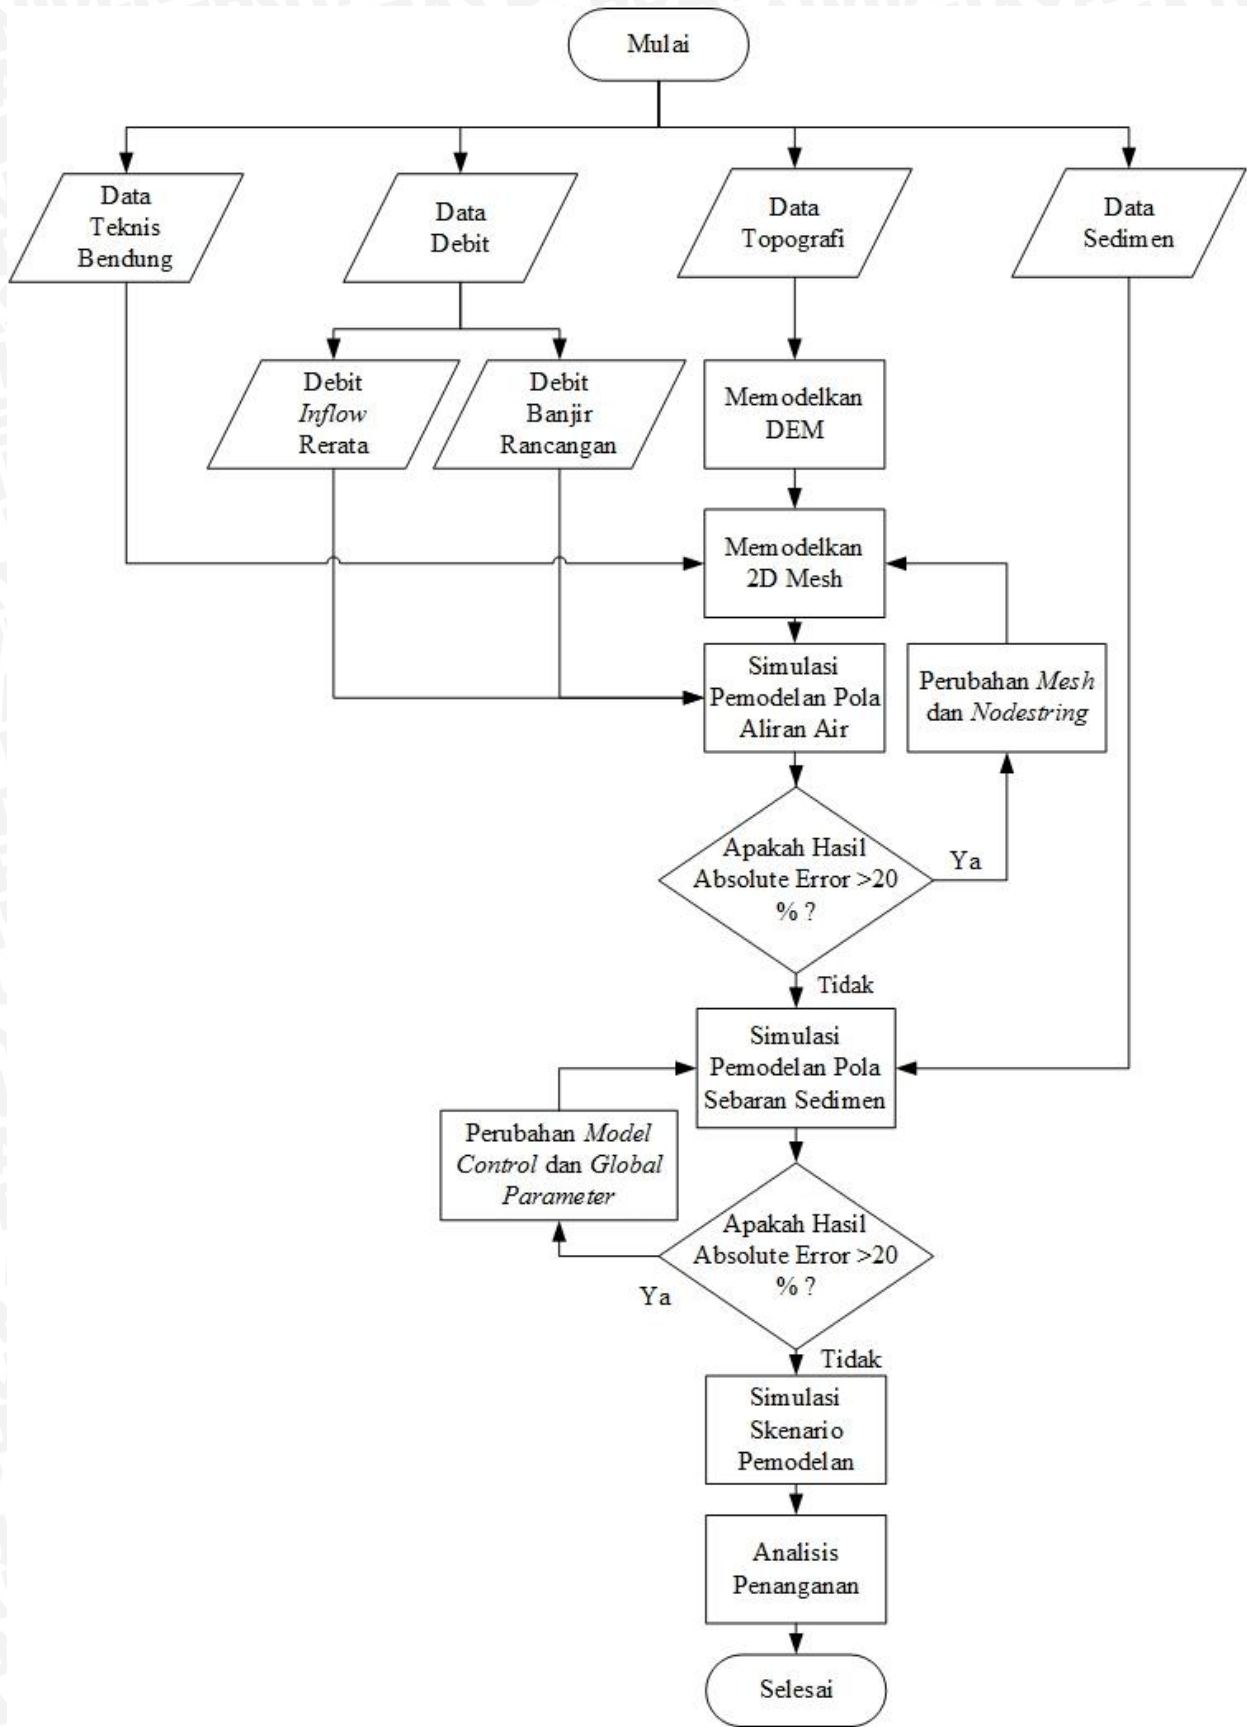 Mulai
Data
Teknis
Bendung
Data
Debit
Data
Topografi
Data
Sedimen
Debit
Inflow
Rerata
Debit
Banjir
Rancangan
Memodelkan
DEM
Memodelkan
2D Mesh
Simulasi
Pemodelan Pola
Aliran Air
Perubahan Mesh
dan Nodestring
Apakah Hasil
Absolute Error >20
% ?
Ya
Tidak
Simulasi
Pemodelan Pola
Sebaran Sedimen
Perubahan Model
Control dan Global
Parameter
Apakah Hasil
Absolute Error >20
% ?
Ya
Tidak
Simulasi
Skenario
Pemodelan
Analisis
Penanganan
Selesai